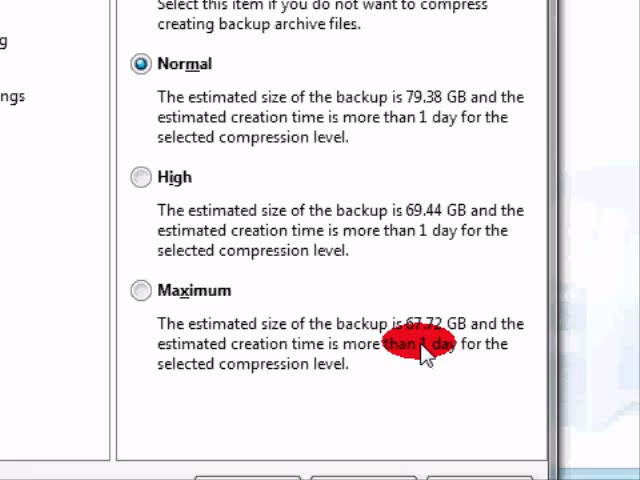 Select this item if you do not want to compress
creating backup archive files.
g
ngs
Normal
The estimated size of the backup is 79.38 GB and the
estimated creation time is more than 1 day for the
selected compression level.
High
The estimated size of the backup is 69.44 GB and the
estimated creation time is more than 1 day for the
selected compression level.
Maximum
The estimated size of the backup is 67.72 GB and the
estimated creation time is more than 1 day for the
selected compression level.